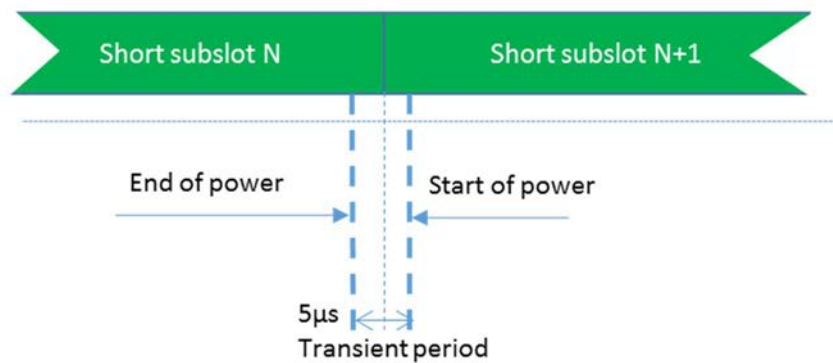 Short subslot N
Short subslot N+1
End of power
Start of power
5µs
Transient period